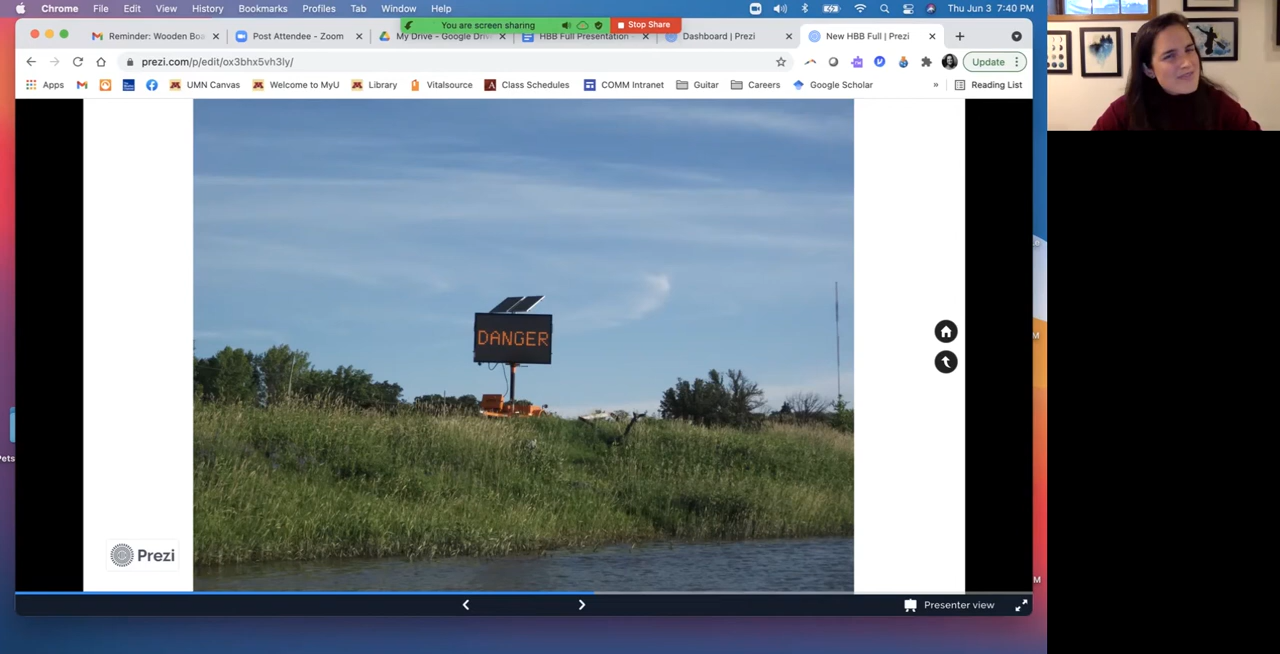 Chrome File Edit View History Bookmarks Profiles Tab Window Help Thu Jun 3 7:40 PM
You are screen sharing Stop Share
Reminder: Wooden Boa Post Attendee - Zoom My Drive - Google Drive HBB Full Presentation - Dashboard | Prezi New HBB Full | Prezi
prezi.com/p/edit/ox3bhx5vh3ly/ Update
Apps UMN Canvas Welcome to MyU Library Vitalsource Class Schedules COMM Intranet Guitar Careers Google Scholar » Reading List
DANGER
Prezi
Presenter view